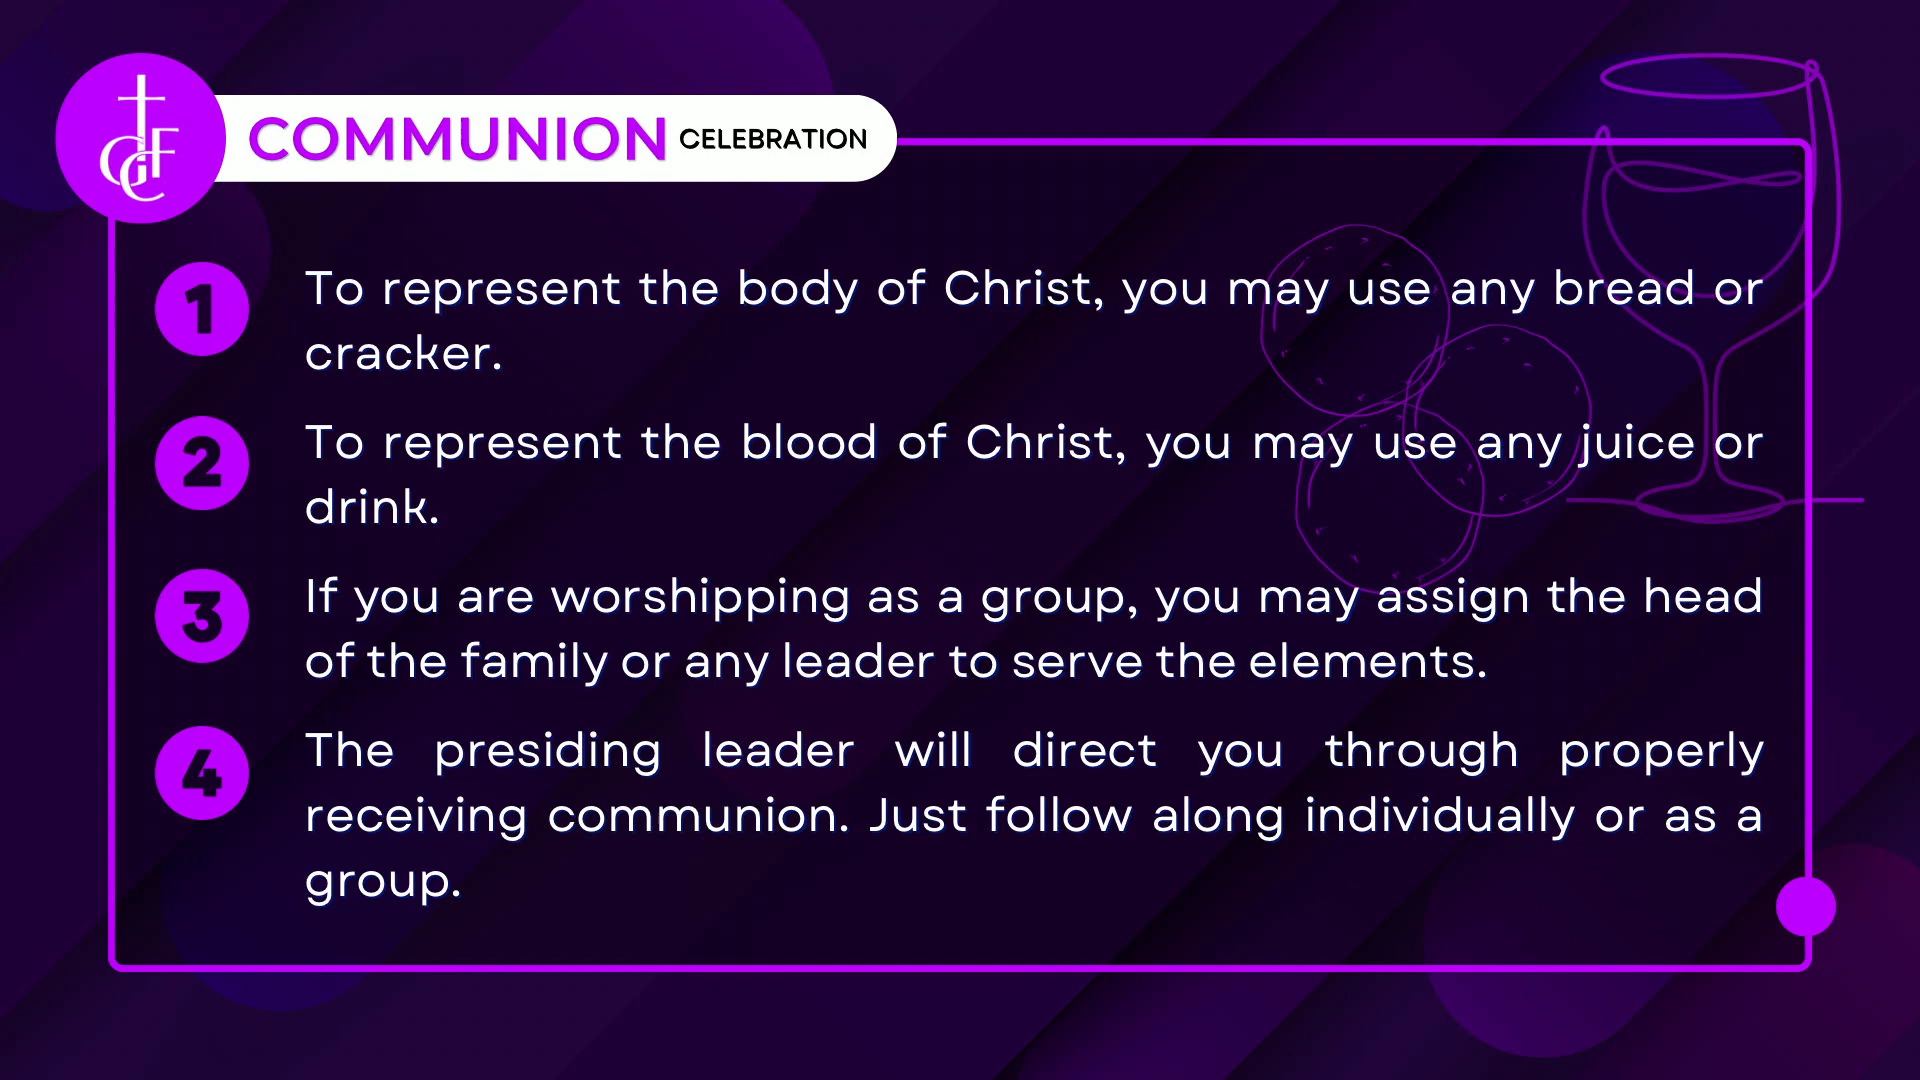 COMMUNION CELEBRATION
1
To represent the body of Christ, you may use any bread or
cracker.
2
To represent the blood of Christ, you may use any juice or
drink.
3
If you are worshipping as a group, you may assign the head
of the family or any leader to serve the elements.
4
The presiding leader will direct you through properly
receiving communion. Just follow along individually or as a
group.